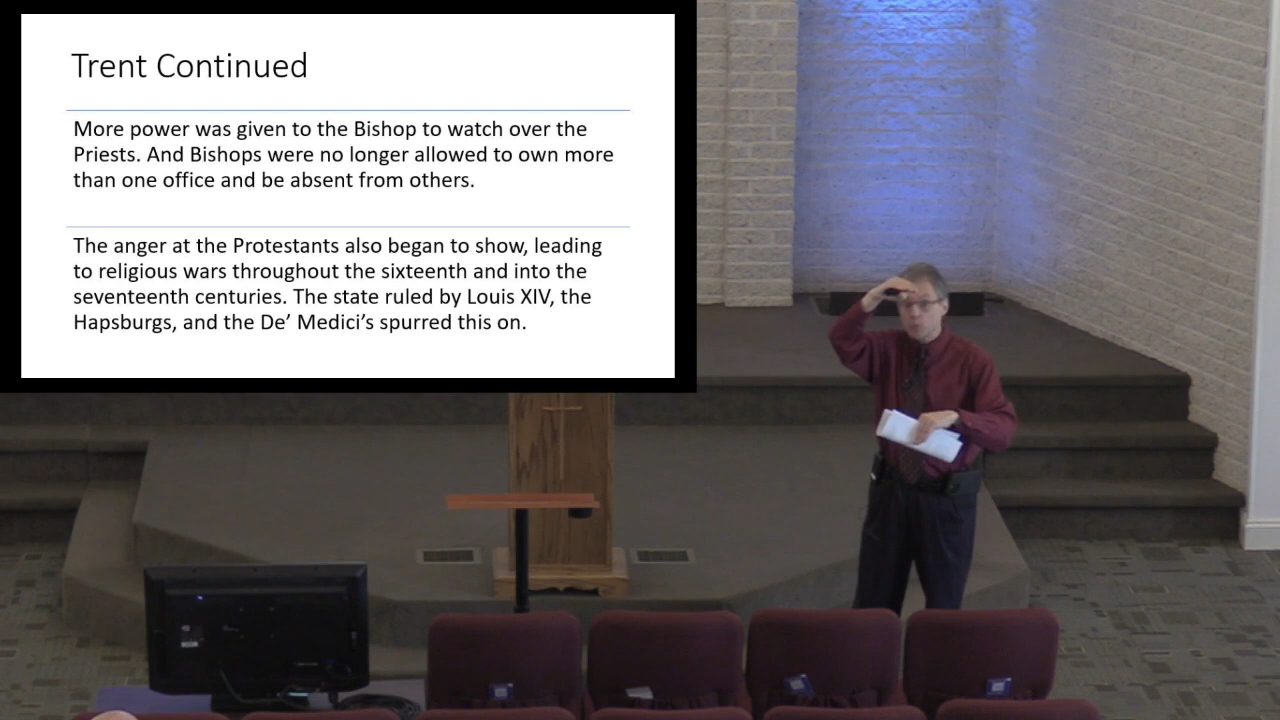 Trent Continued
More power was given to the Bishop to watch over the
Priests. And Bishops were no longer allowed to own more
than one office and be absent from others.
The anger at the Protestants also began to show, leading
to religious wars throughout the sixteenth and into the
seventeenth centuries. The state ruled by Louis XIV, the
Hapsburgs, and the De’ Medici’s spurred this on.